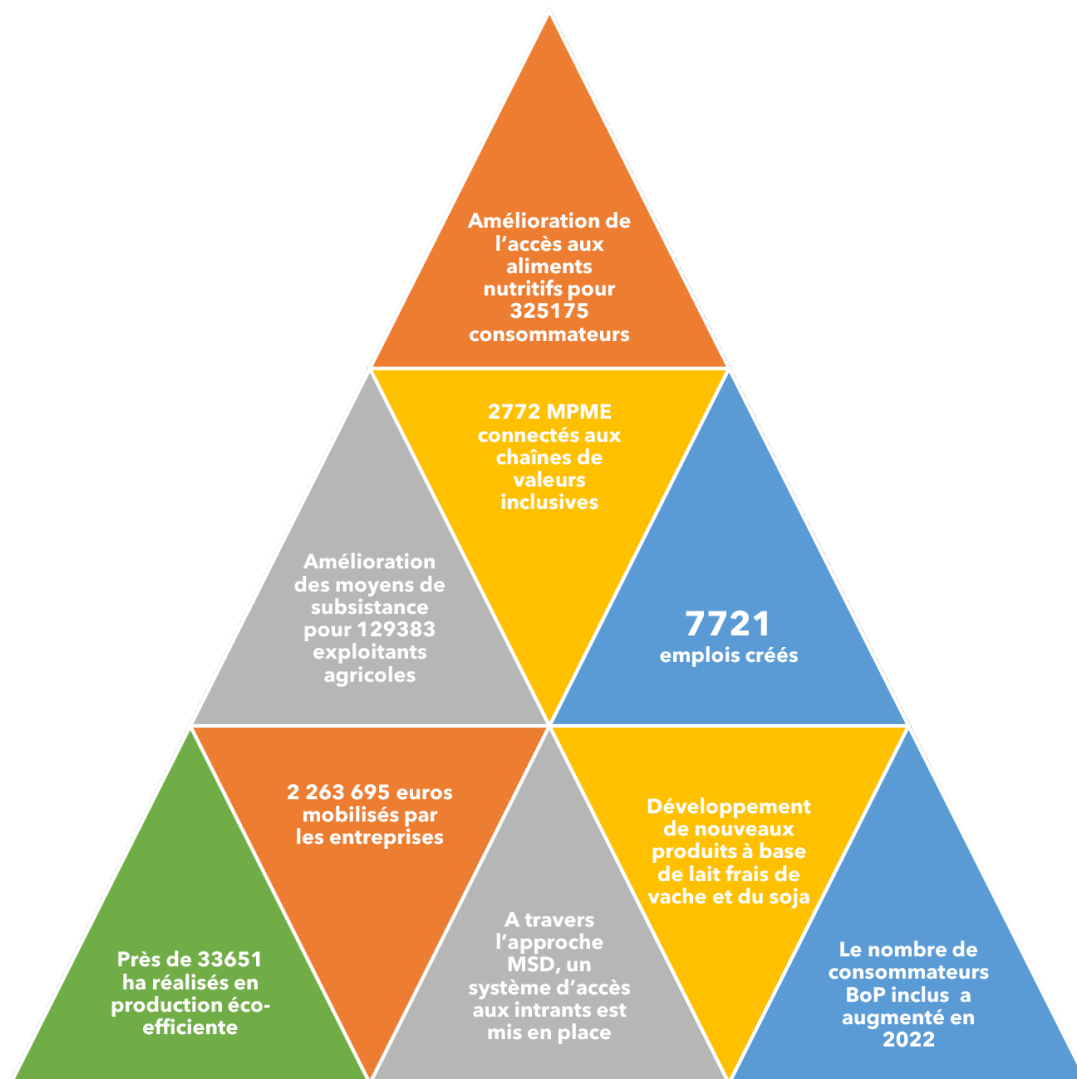 Amélioration de
l’accès aux
aliments
nutritifs pour
325175
consommateurs
2772 MPME
connectés aux
chaînes de
valeurs
inclusives
Amélioration
des moyens de
subsistance
pour 129383
exploitants
agricoles
7721
emplois créés
2 263 695 euros
mobilisés par
les entreprises
Développement
de nouveaux
produits à base
de lait frais de
vache et du soja
Près de 33651
ha réalisés en
production éco-
efficiente
A travers
l’approche
MSD, un
système d’accès
aux intrants est
mis en place
Le nombre de
consommateurs
BoP inclus  a
augmenté en
2022